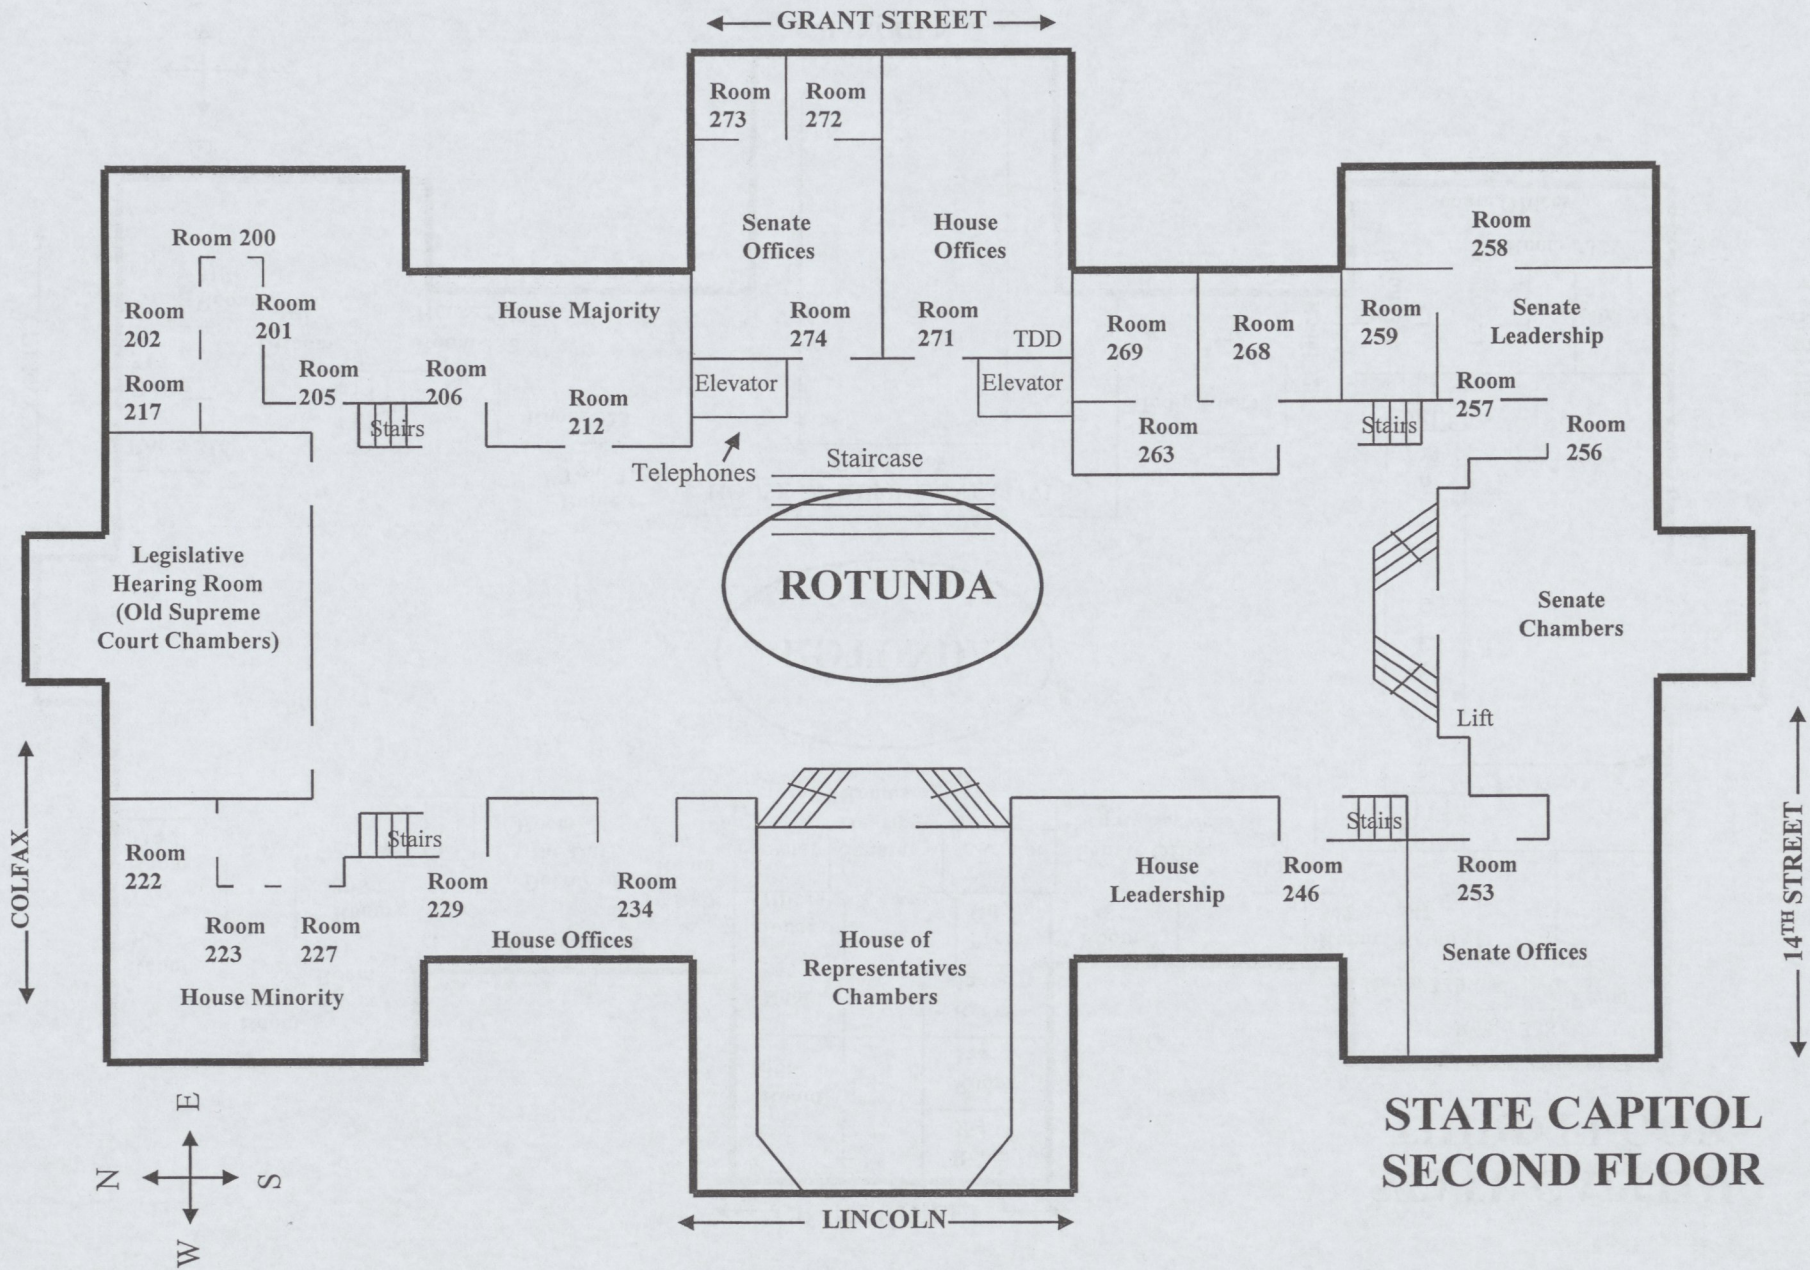 GRANT STREET
Room
273
Room
272
Senate
Offices
House
Offices
Room
274
Room
271
TDD
Elevator
Elevator
Telephones
Staircase
ROTUNDA
Room 200
Room
202
Room
201
Room
217
Room
205
Room
206
Stairs
House Majority
Room
212
Legislative
Hearing Room
(Old Supreme
Court Chambers)
Room
269
Room
268
Room
263
Room
259
Room
258
Senate
Leadership
Room
257
Stairs
Room
256
Senate
Chambers
Lift
COLFAX
Room
222
Room
223
Room
227
House Minority
Stairs
Room
229
Room
234
House Offices
House of
Representatives
Chambers
House
Leadership
Room
246
Stairs
Room
253
Senate Offices
14TH STREET
E
N
S
W
LINCOLN
STATE CAPITOL
SECOND FLOOR